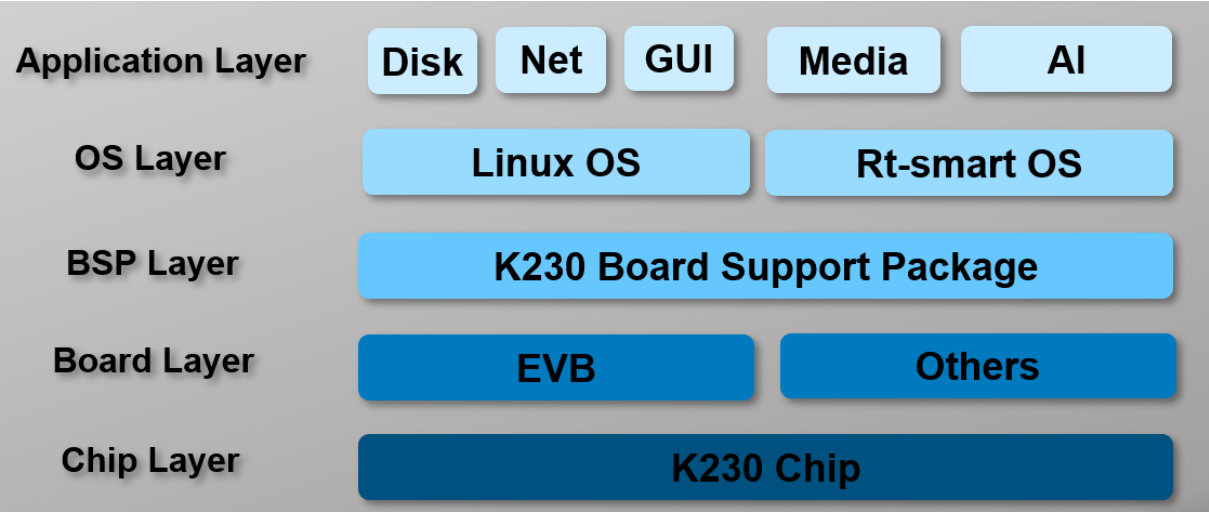 Application Layer
Disk
Net
GUI
Media
AI
OS Layer
Linux OS
Rt-smart OS
BSP Layer
K230 Board Support Package
Board Layer
EVB
Others
Chip Layer
K230 Chip